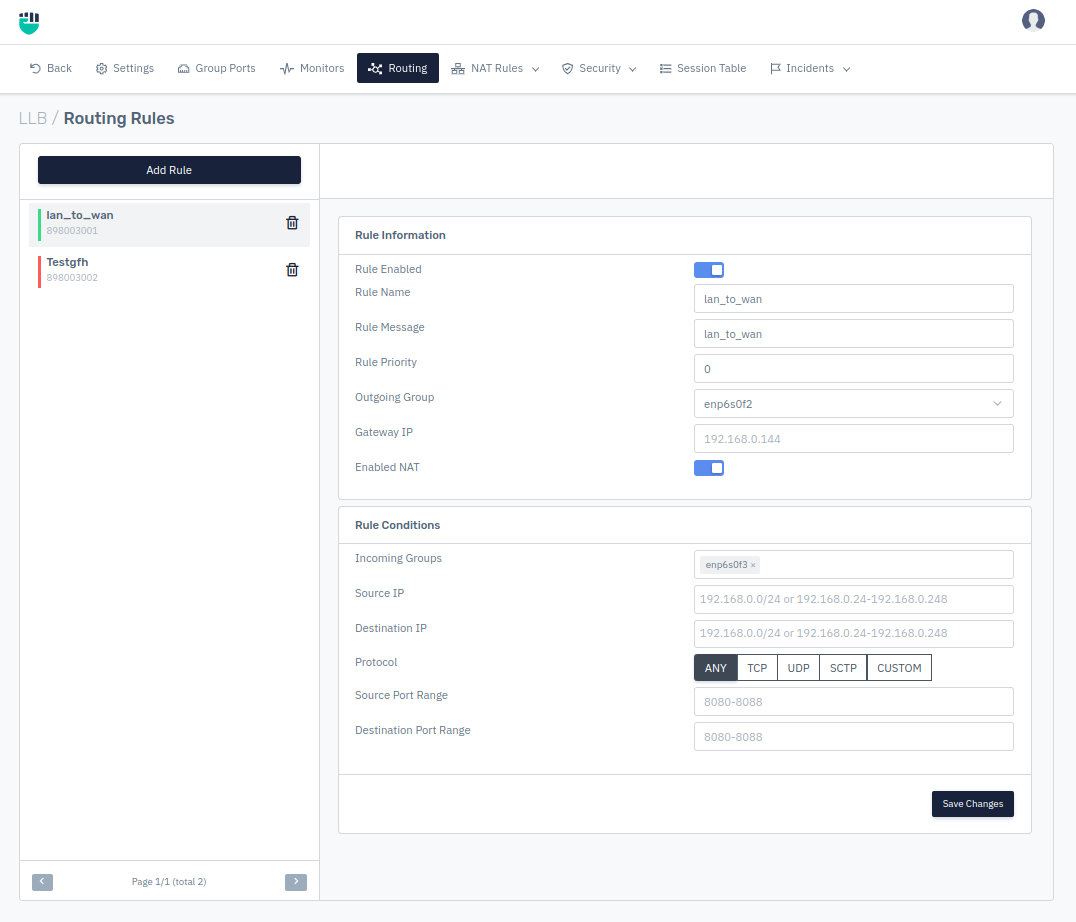 Back Settings Group Ports Monitors Routing NAT Rules Security Session Table Incidents
LLB / Routing Rules
Add Rule
lan_to_wan
898003001
Testgfh
898003002
Page 1/1 (total 2)
Rule Information
Rule Enabled
Rule Name lan_to_wan
Rule Message lan_to_wan
Rule Priority 0
Outgoing Group enp6s0f2
Gateway IP 192.168.0.144
Enabled NAT
Rule Conditions
Incoming Groups enp6s0f3 ×
Source IP 192.168.0.0/24 or 192.168.0.24-192.168.0.248
Destination IP 192.168.0.0/24 or 192.168.0.24-192.168.0.248
Protocol ANY TCP UDP SCTP CUSTOM
Source Port Range 8080-8088
Destination Port Range 8080-8088
Save Changes